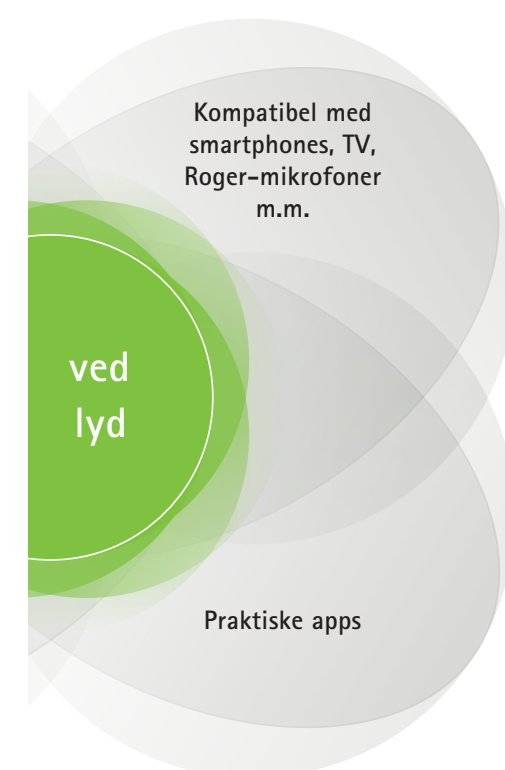 Kompatibel med
smartphones, TV,
Roger-mikrofoner
m.m.
ved
lyd
Praktiske apps